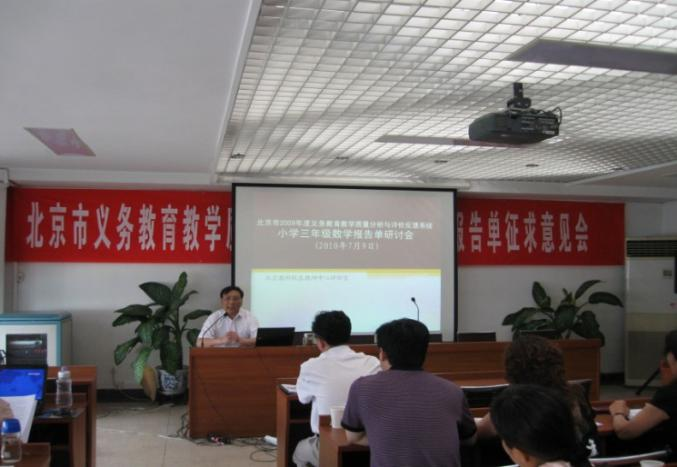 北京市义务教育教学
报告单征求意见会
北京市2009年度义务教育教学质量分析与评价反馈系统
小学三年级数学报告单研讨会
(2010年7月9日)